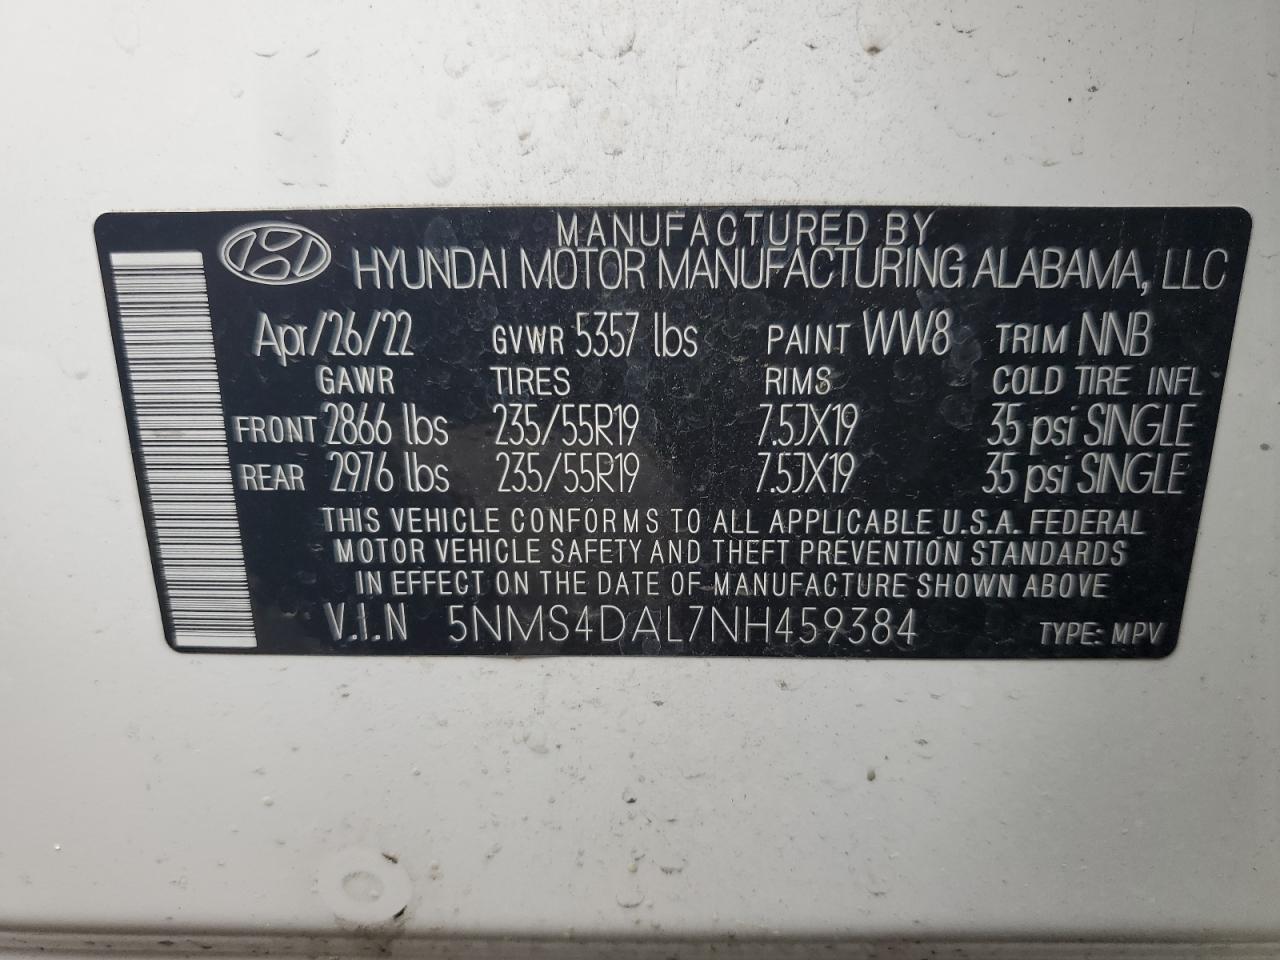 MANUFACTURED BY
HYUNDAI MOTOR MANUFACTURING ALABAMA, LLC
Apr/26/22 GVWR 5357 lbs PAINT WW8 TRIM NNB
GAWR TIRES RIMS COLD TIRE INFL
FRONT 2866 lbs 235/55R19 7.5JX19 35 psi SINGLE
REAR 2976 lbs 235/55R19 7.5JX19 35 psi SINGLE
THIS VEHICLE CONFORMS TO ALL APPLICABLE U.S.A. FEDERAL
MOTOR VEHICLE SAFETY AND THEFT PREVENTION STANDARDS
IN EFFECT ON THE DATE OF MANUFACTURE SHOWN ABOVE
V.I.N 5NMS4DAL7NH459384 TYPE: MPV